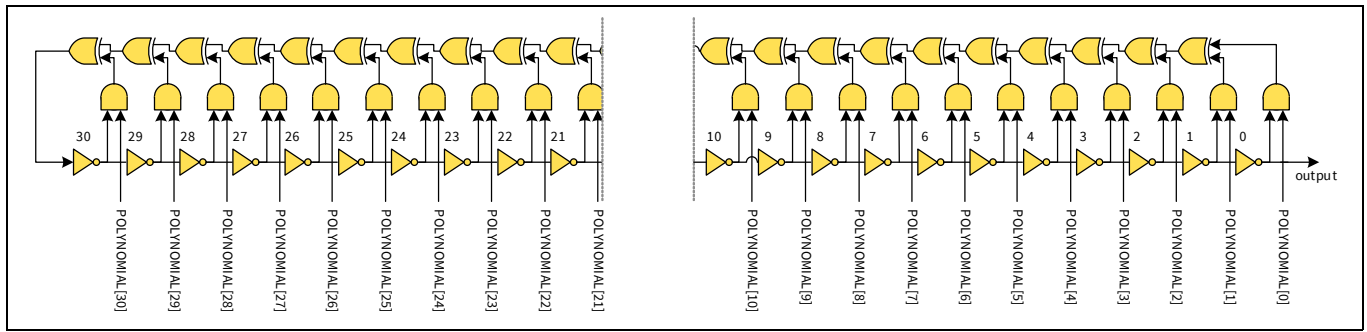 30 29 28 27 26 25 24 23 22 21 10 9 8 7 6 5 4 3 2 1 0
output
POLYNOMIAL[30]
POLYNOMIAL[29]
POLYNOMIAL[28]
POLYNOMIAL[27]
POLYNOMIAL[26]
POLYNOMIAL[25]
POLYNOMIAL[24]
POLYNOMIAL[23]
POLYNOMIAL[22]
POLYNOMIAL[21]
POLYNOMIAL[10]
POLYNOMIAL[9]
POLYNOMIAL[8]
POLYNOMIAL[7]
POLYNOMIAL[6]
POLYNOMIAL[5]
POLYNOMIAL[4]
POLYNOMIAL[3]
POLYNOMIAL[2]
POLYNOMIAL[1]
POLYNOMIAL[0]